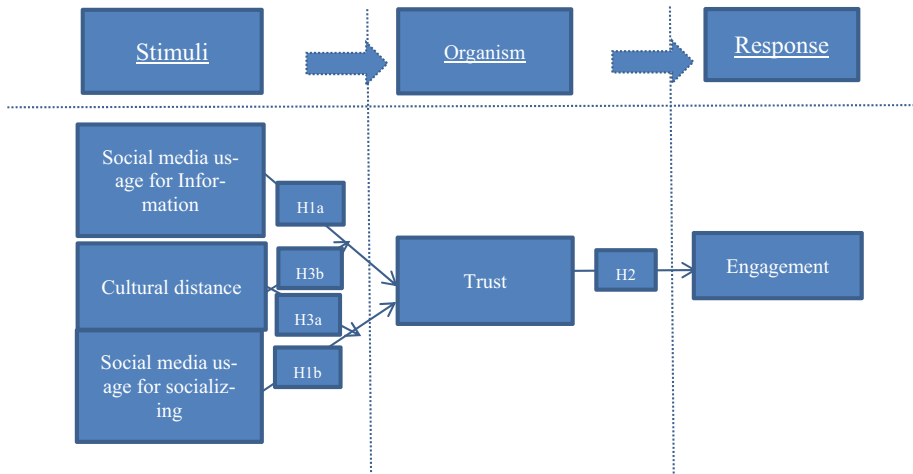 Stimuli
Organism
Response
Social media us-
age for Infor-
mation
H1a
H3b
Cultural distance
Trust
H2
Engagement
H3a
Social media us-
age for socializ-
ing
H1b